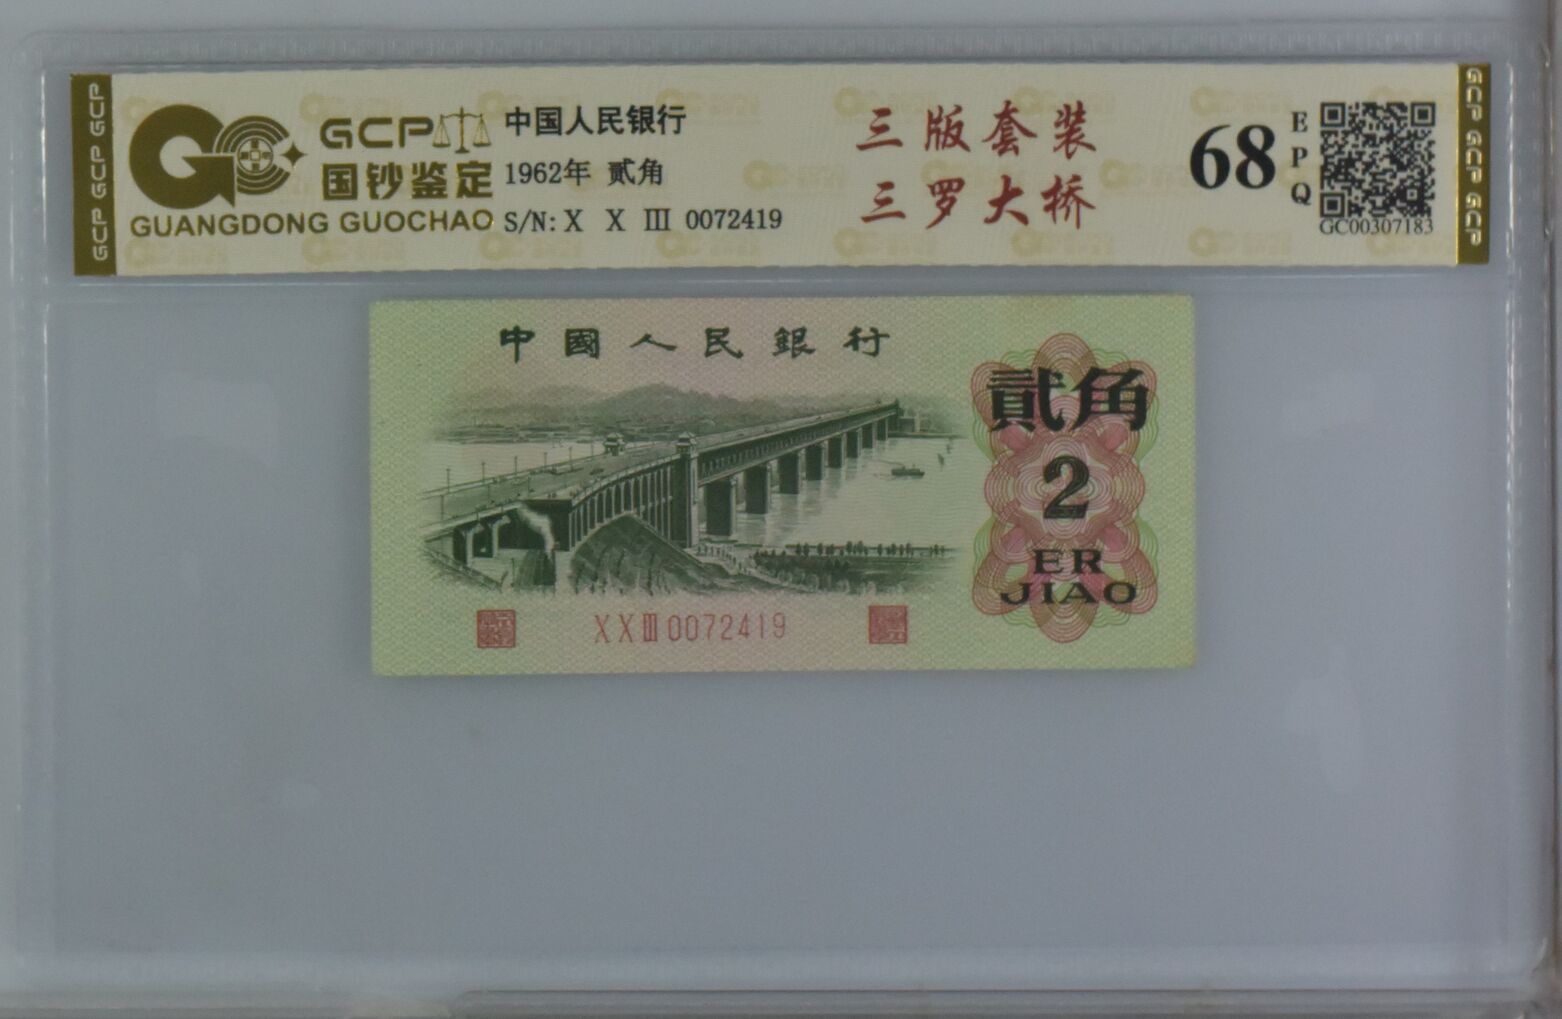 GCP GCP GCP
GCP
国钞鉴定
GUANGDONG GUOCHAO
中国人民银行
1962年 贰角
S/N: X X Ⅲ 0072419
三版套装
三罗大桥
68
EPQ
GC00307183
GCP GCP GCP
中國人民銀行
貳角
2
ER
JIAO
XXⅢ0072419